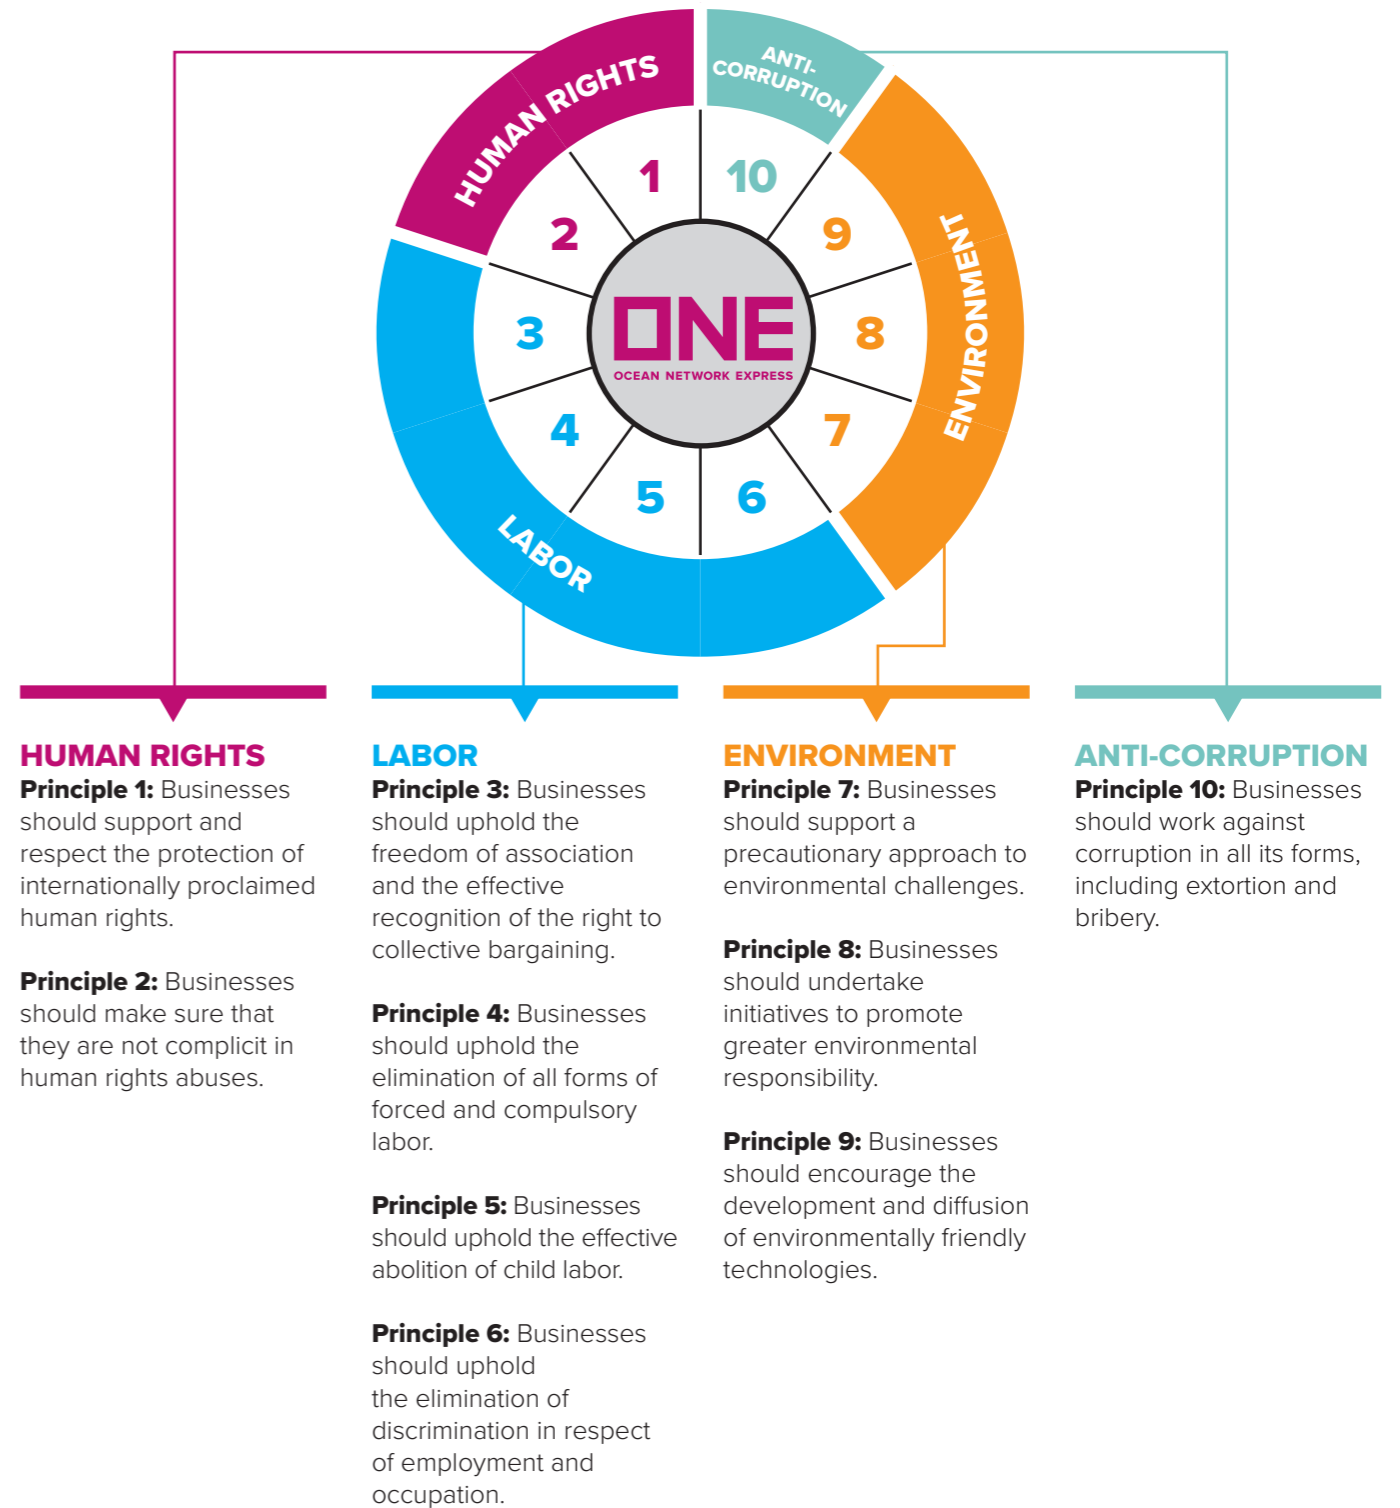 HUMAN RIGHTS
ANTI-
CORRUPTION
ENVIRONMENT
LABOR
1
10
2
9
3
8
4
7
5
6
ONE
OCEAN NETWORK EXPRESS
HUMAN RIGHTS
Principle 1: Businesses
should support and
respect the protection of
internationally proclaimed
human rights.
Principle 2: Businesses
should make sure that
they are not complicit in
human rights abuses.
LABOR
Principle 3: Businesses
should uphold the
freedom of association
and the effective
recognition of the right to
collective bargaining.
Principle 4: Businesses
should uphold the
elimination of all forms of
forced and compulsory
labor.
Principle 5: Businesses
should uphold the effective
abolition of child labor.
Principle 6: Businesses
should uphold
the elimination of
discrimination in respect
of employment and
occupation.
ENVIRONMENT
Principle 7: Businesses
should support a
precautionary approach to
environmental challenges.
Principle 8: Businesses
should undertake
initiatives to promote
greater environmental
responsibility.
Principle 9: Businesses
should encourage the
development and diffusion
of environmentally friendly
technologies.
ANTI-CORRUPTION
Principle 10: Businesses
should work against
corruption in all its forms,
including extortion and
bribery.